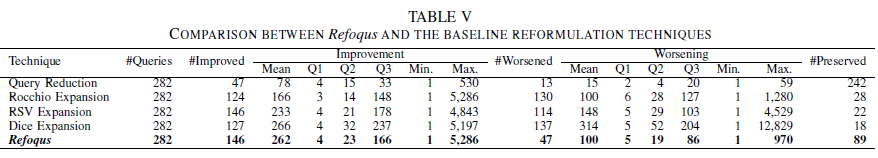 TABLE V
COMPARISON BETWEEN Refoqus AND THE BASELINE REFORMULATION TECHNIQUES
Technique #Queries #Improved Improvement #Worsened Worsening #Preserved
Mean Q1 Q2 Q3 Min. Max. Mean Q1 Q2 Q3 Min. Max.
Query Reduction 282 47 78 4 15 33 1 530 13 15 2 4 20 1 59 242
Rocchio Expansion 282 124 166 3 14 148 1 5,286 130 100 6 28 127 1 1,280 28
RSV Expansion 282 146 233 4 21 178 1 4,843 114 148 5 29 103 1 4,529 22
Dice Expansion 282 127 266 4 32 237 1 5,197 137 314 5 52 204 1 12,829 18
Refoqus 282 146 262 4 23 166 1 5,286 47 100 5 19 86 1 970 89